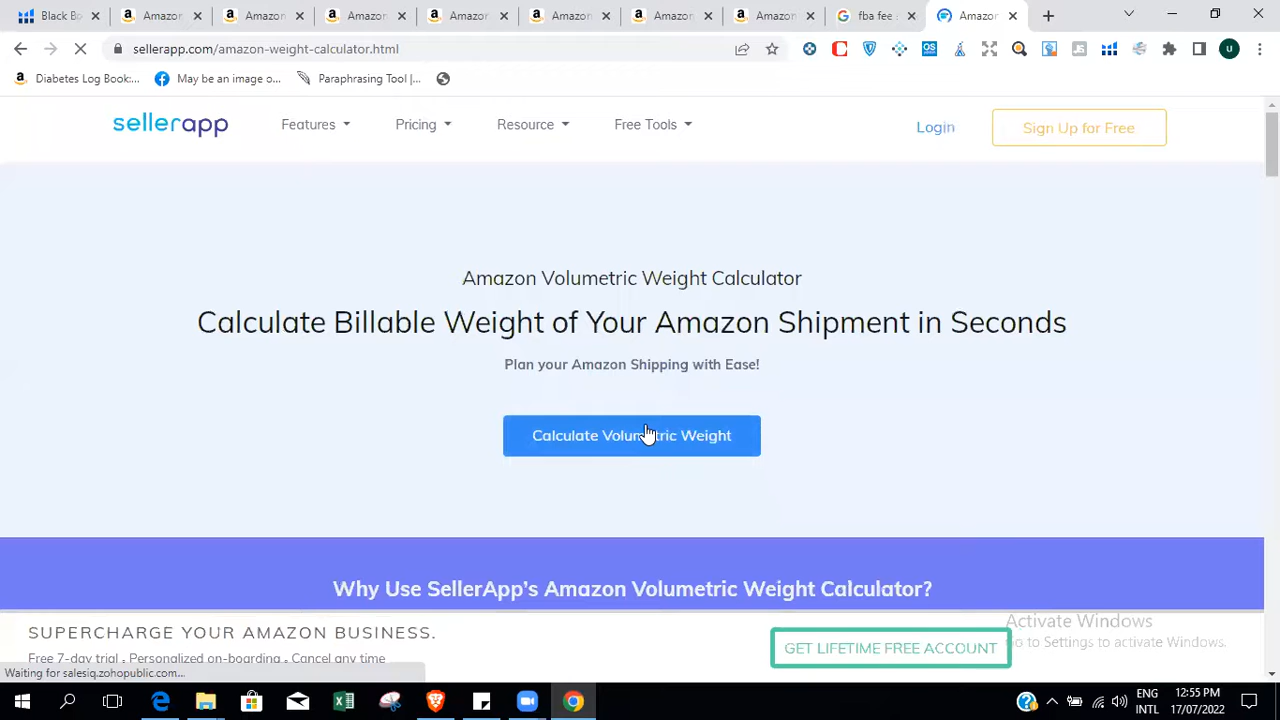 Black B
Amazon
Amazon
Amazon
Amazon
Amazon
Amazon
Amazon
fba fee
Amazon
sellerapp.com/amazon-weight-calculator.html
QS
JS
U
Diabetes Log Book:...
May be an image o...
Paraphrasing Tool |...
sellerapp
Features
Pricing
Resource
Free Tools
Login
Sign Up for Free
Amazon Volumetric Weight Calculator
Calculate Billable Weight of Your Amazon Shipment in Seconds
Plan your Amazon Shipping with Ease!
Calculate Volumetric Weight
Why Use SellerApp's Amazon Volumetric Weight Calculator?
SUPERCHARGE YOUR AMAZON BUSINESS.
Free 7-day trial . Personalized on-boarding . Cancel any time
GET LIFETIME FREE ACCOUNT
Activate Windows
Go to Settings to activate Windows.
Waiting for salesiq.zohopublic.com...
ENG
INTL
12:55 PM
17/07/2022